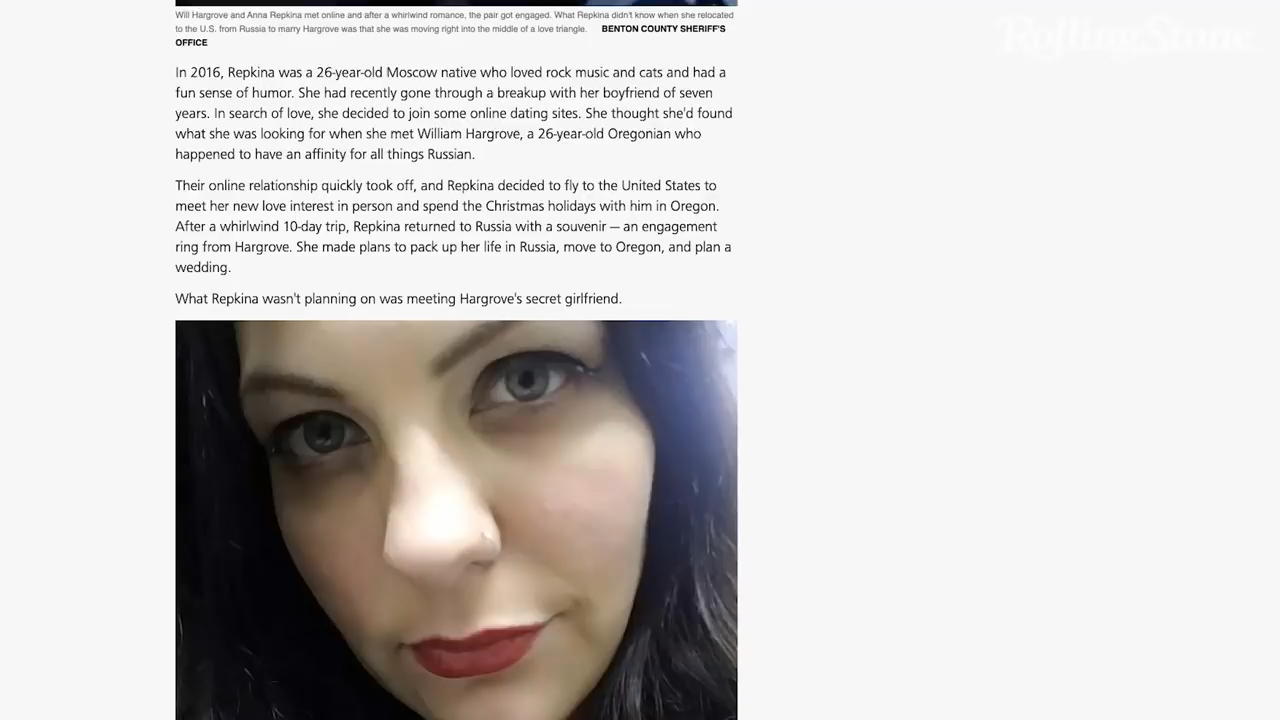 Will Hargrove and Anna Repkina met online and after a whirlwind romance, the pair got engaged. What Repkina didn't know when she relocated
to the U.S. from Russia to marry Hargrove was that she was moving right into the middle of a love triangle. BENTON COUNTY SHERIFF'S
OFFICE
RollingStone
In 2016, Repkina was a 26-year-old Moscow native who loved rock music and cats and had a
fun sense of humor. She had recently gone through a breakup with her boyfriend of seven
years. In search of love, she decided to join some online dating sites. She thought she'd found
what she was looking for when she met William Hargrove, a 26-year-old Oregonian who
happened to have an affinity for all things Russian.
Their online relationship quickly took off, and Repkina decided to fly to the United States to
meet her new love interest in person and spend the Christmas holidays with him in Oregon.
After a whirlwind 10-day trip, Repkina returned to Russia with a souvenir — an engagement
ring from Hargrove. She made plans to pack up her life in Russia, move to Oregon, and plan a
wedding.
What Repkina wasn't planning on was meeting Hargrove's secret girlfriend.